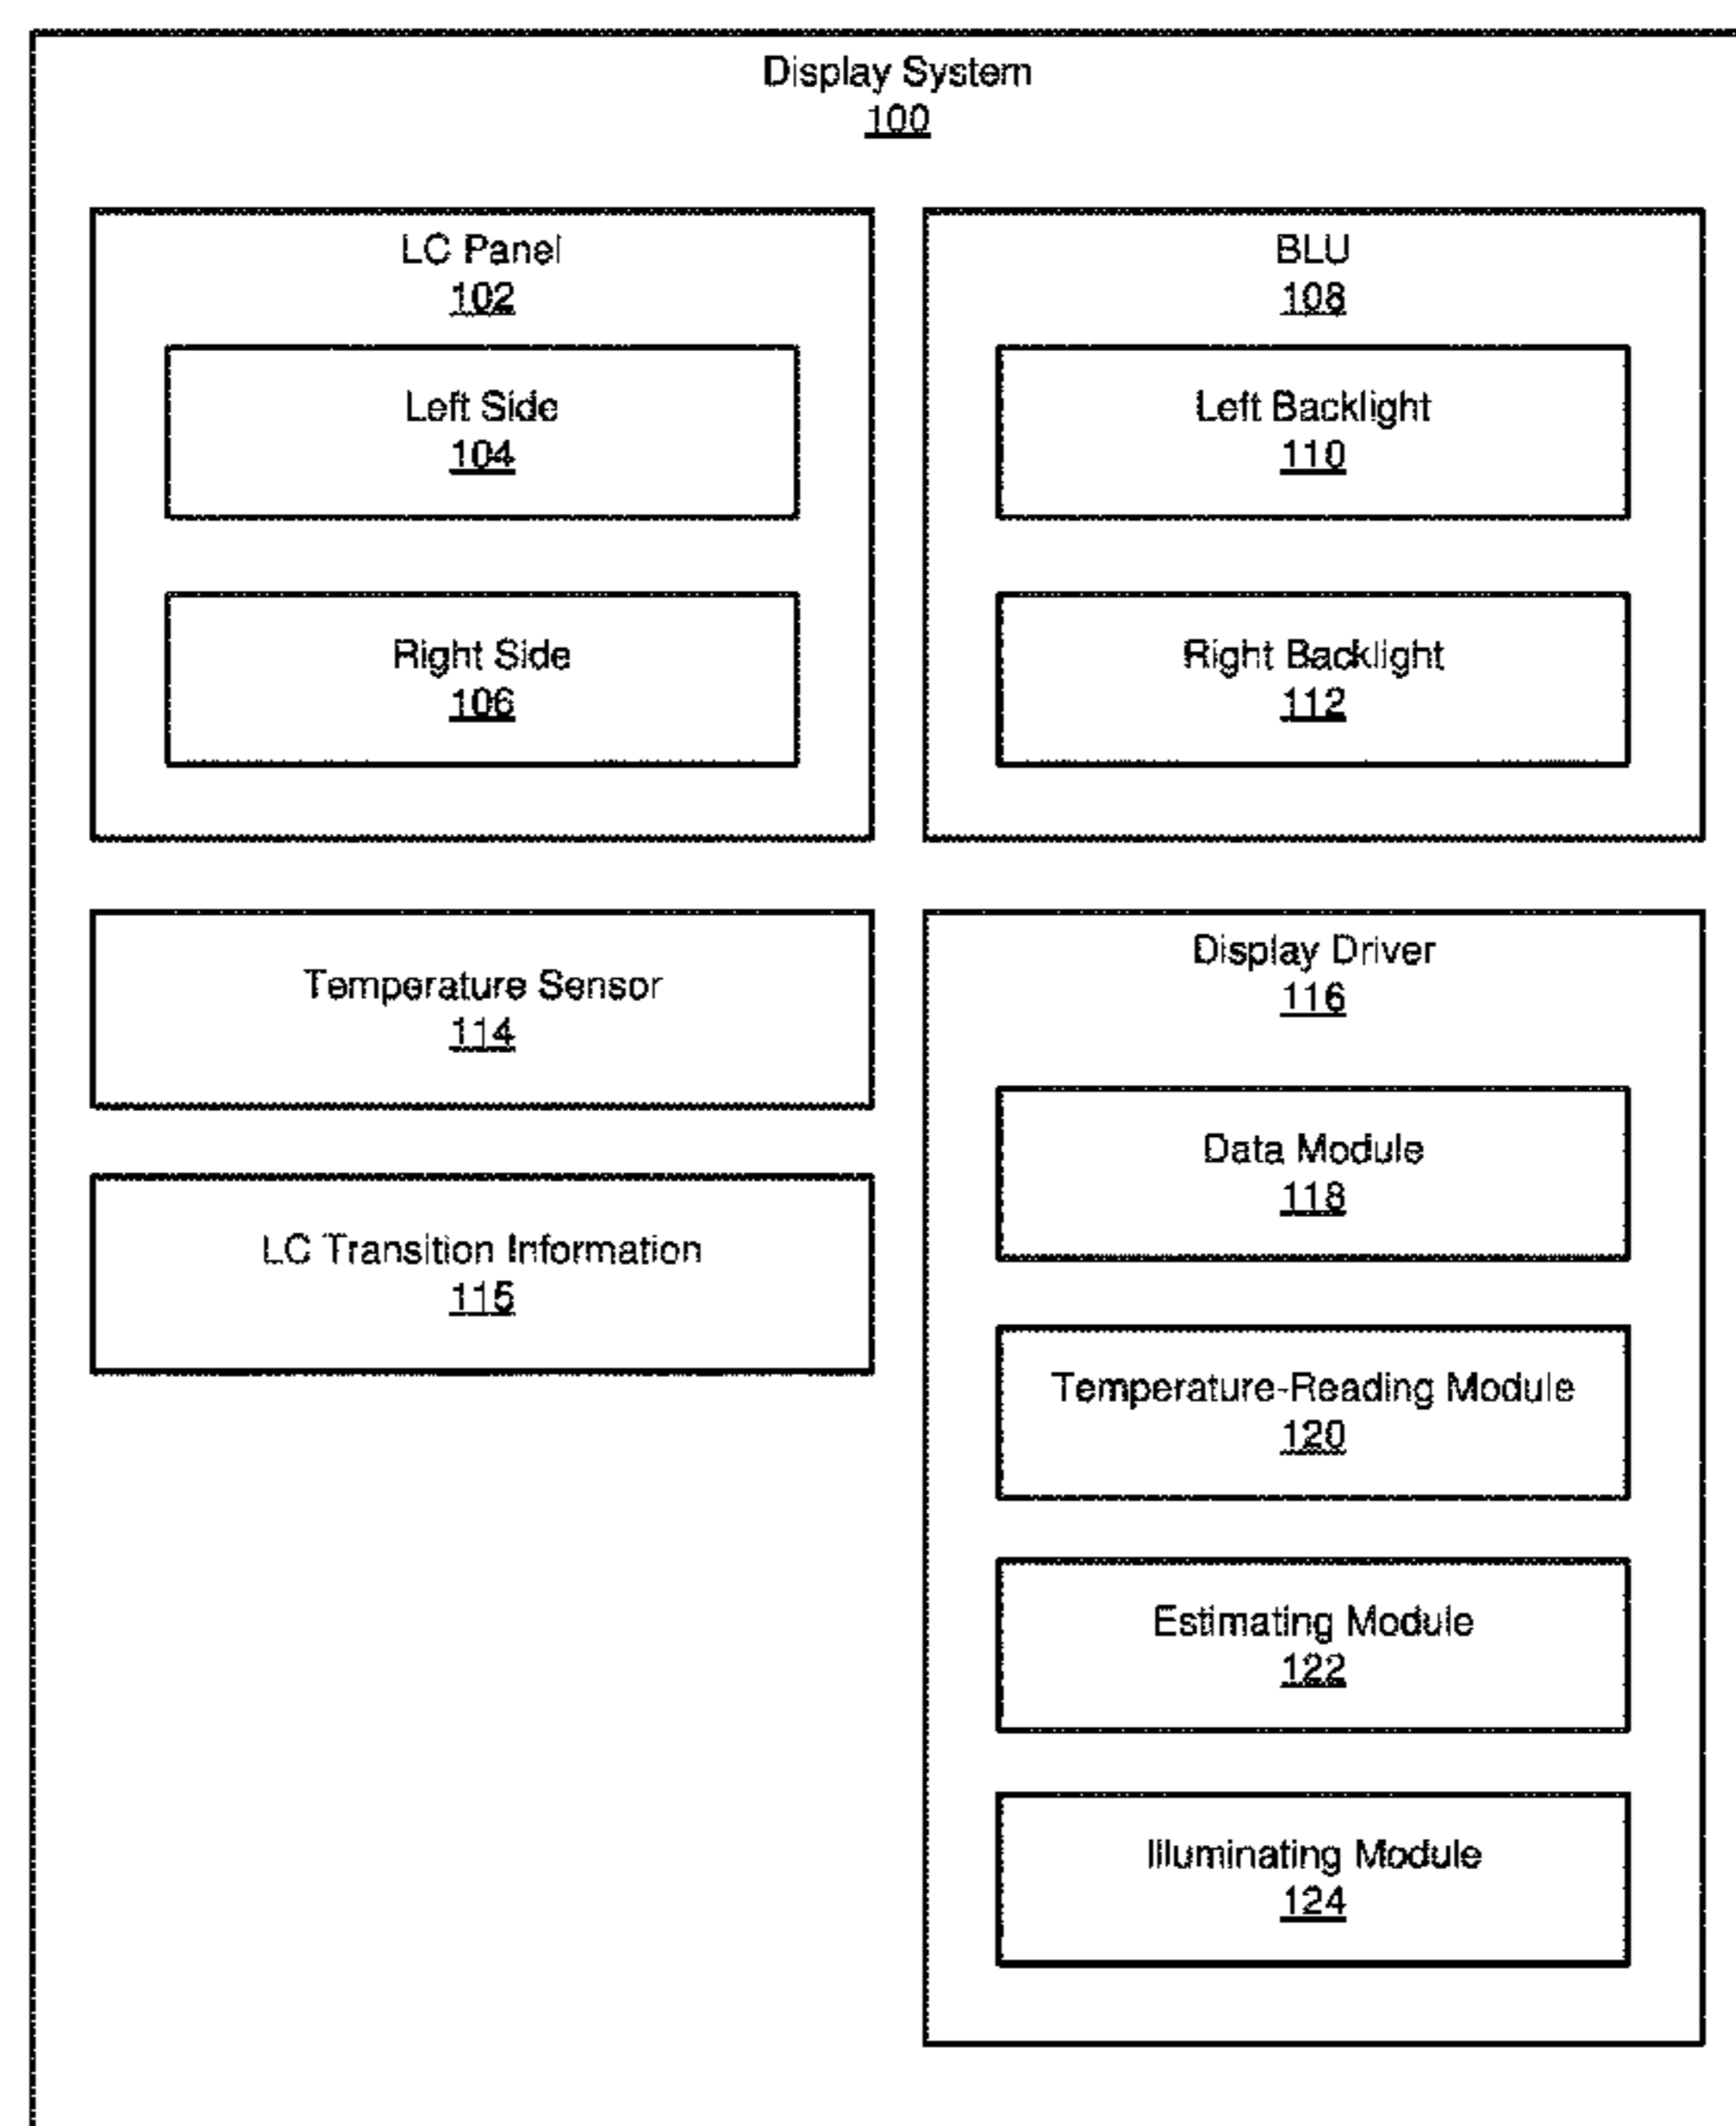 Display System
100
LC Panel
102
Left Side
104
Right Side
106
BLU
108
Left Backlight
110
Right Backlight
112
Temperature Sensor
114
LC Transition Information
115
Display Driver
116
Data Module
118
Temperature-Reading Module
120
Estimating Module
122
Illuminating Module
124